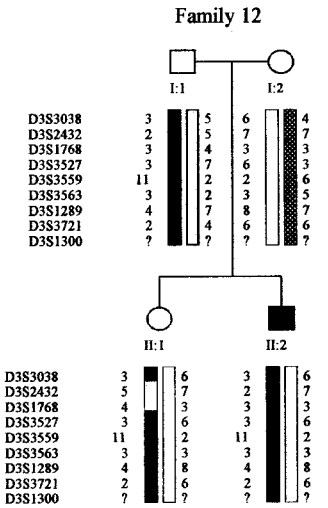 Family 12
I:1 I:2
D3S3038 3 5 6 4
D3S2432 2 5 7 7
D3S1768 3 4 3 3
D3S3527 3 7 6 3
D3S3559 11 2 2 6
D3S3563 3 2 3 5
D3S1289 4 7 8 7
D3S3721 2 4 6 6
D3S1300 ? ? ? ?
II:1 II:2
D3S3038 3 6 3 6
D3S2432 5 7 2 7
D3S1768 4 3 3 3
D3S3527 3 6 3 6
D3S3559 11 2 11 2
D3S3563 3 3 3 3
D3S1289 4 8 4 8
D3S3721 2 6 2 6
D3S1300 ? ? ? ?